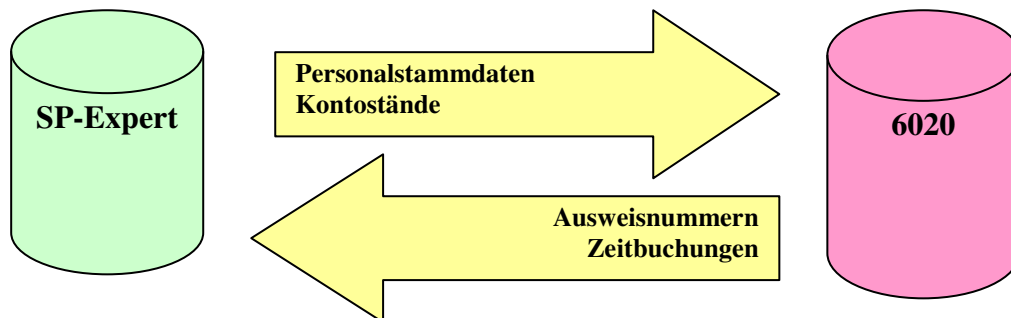 SP-Expert
Personalstammdaten
Kontostände
6020
Ausweisnummern
Zeitbuchungen